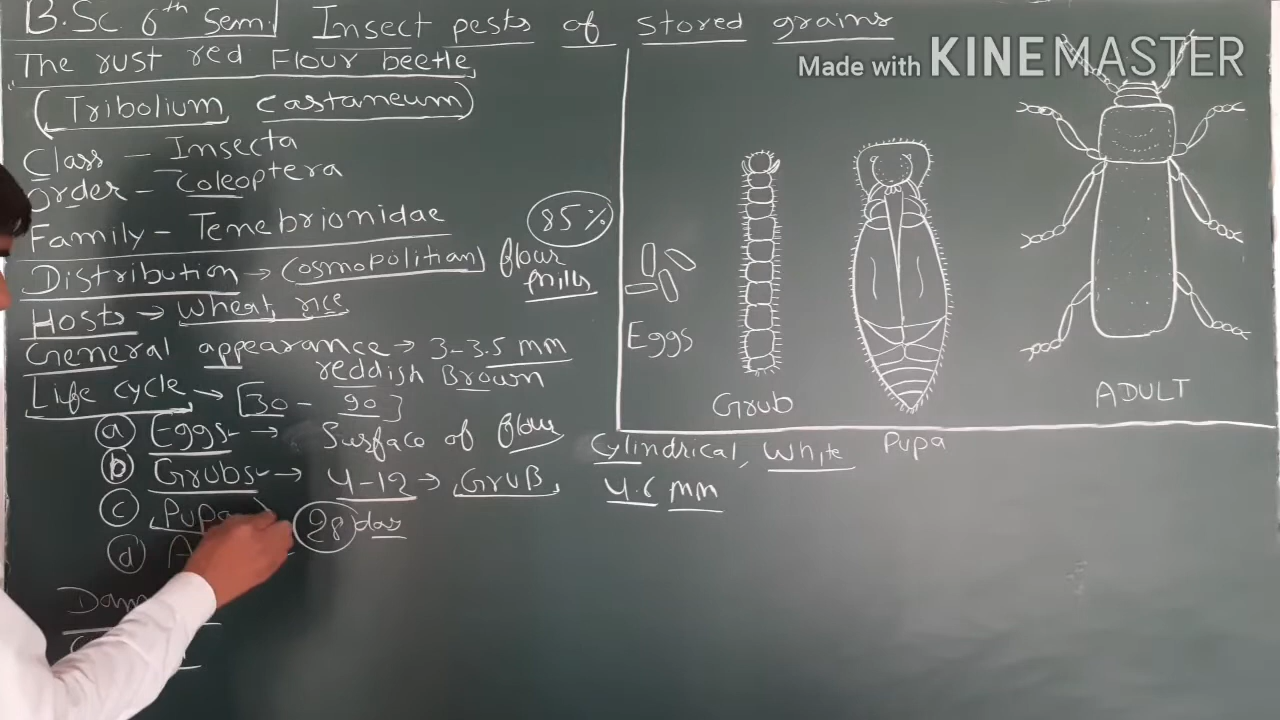 B.Sc. 6th Sem. Insect pests of stored grains
Made with KINEMASTER
The rust red Flour beetle
(Tribolium castaneum)
Class - Insecta
Order - Coleoptera
Family - Tenebrionidae
85%
Distribution → Cosmopolitian flour
mills
Hosts → Wheat, rice
General appearance → 3-3.5 mm
reddish Brown
Life cycle → [30 - 90]
(a) Eggs → Surface of flour
(b) Grubs → 4-12 → GruB
Cylindrical, White
4.6 mm
(c) Pupa 28 day
(d)
Eggs
Grub
Pupa
ADULT